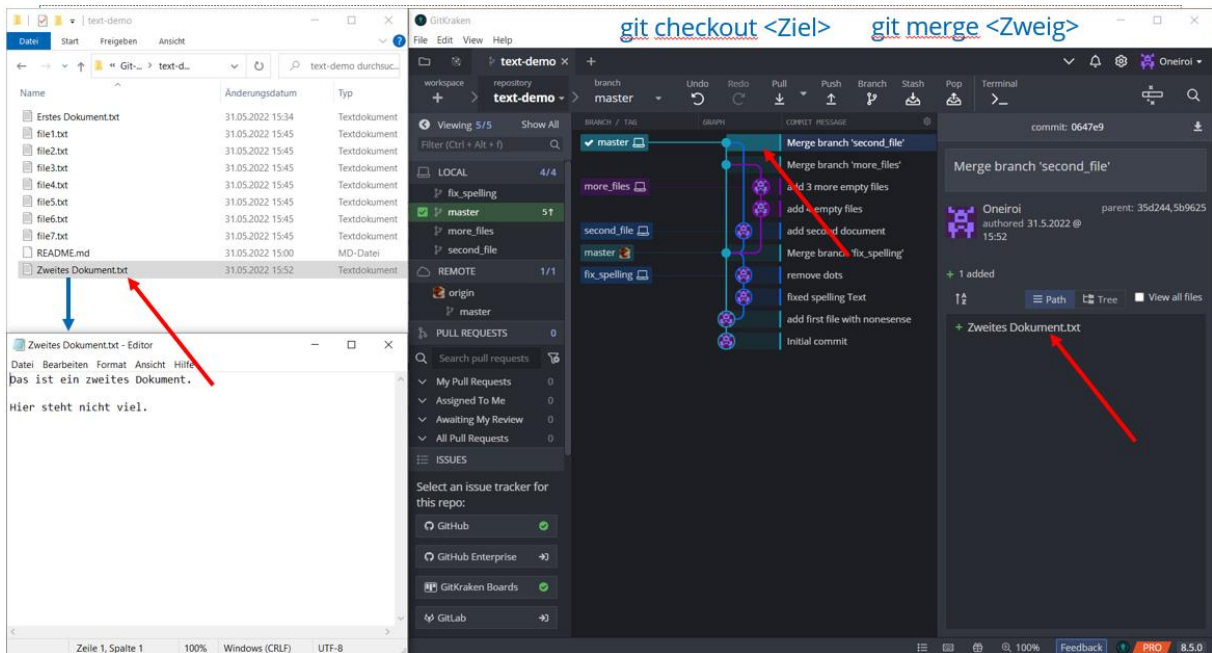 git checkout <Ziel> git merge <Zweig>
text-demo
Datei Start Freigeben Ansicht
« Git-... > text-d...
text-demo durchsuc...
Name Änderungsdatum Typ
Erstes Dokument.txt 31.05.2022 15:34 Textdokument
file1.txt 31.05.2022 15:45 Textdokument
file2.txt 31.05.2022 15:45 Textdokument
file3.txt 31.05.2022 15:45 Textdokument
file4.txt 31.05.2022 15:45 Textdokument
file5.txt 31.05.2022 15:45 Textdokument
file6.txt 31.05.2022 15:45 Textdokument
file7.txt 31.05.2022 15:45 Textdokument
README.md 31.05.2022 15:00 MD-Datei
Zweites Dokument.txt 31.05.2022 15:52 Textdokument
Zweites Dokument.txt - Editor
Datei Bearbeiten Format Ansicht Hilfe
Das ist ein zweites Dokument.
Hier steht nicht viel.
Zeile 1, Spalte 1 100% Windows (CRLF) UTF-8
GitKraken
File Edit View Help
text-demo
Oneiroi
workspace repository branch
text-demo master
Undo Redo Pull Push Branch Stash Pop Terminal
Viewing 5/5 Show All
Filter (Ctrl + Alt + f)
LOCAL 4/4
fix_spelling
master 5↑
more_files
second_file
REMOTE 1/1
origin
master
PULL REQUESTS 0
Search pull requests
My Pull Requests 0
Assigned To Me 0
Awaiting My Review 0
All Pull Requests 0
ISSUES
Select an issue tracker for
this repo:
GitHub
GitHub Enterprise
GitKraken Boards
GitLab
BRANCH / TAG GRAPH COMMIT MESSAGE
master Merge branch 'second_file'
Merge branch 'more_files'
more_files add 3 more empty files
add 4 empty files
second_file add second document
master Merge branch 'fix_spelling'
fix_spelling remove dots
fixed spelling Text
add first file with nonesense
Initial commit
commit: 0647e9
Merge branch 'second_file'
Oneiroi parent: 35d244,5b9625
authored 31.5.2022 @
15:52
+ 1 added
Path Tree View all files
+ Zweites Dokument.txt
100% Feedback PRO 8.5.0